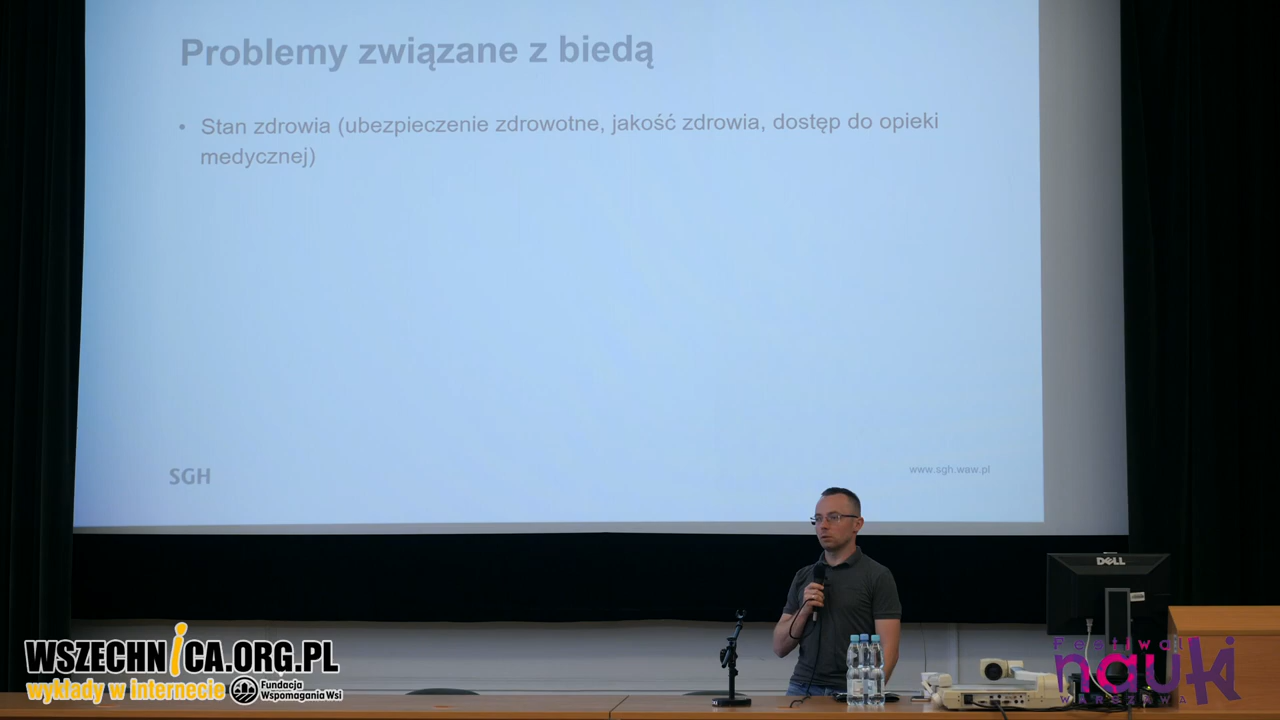 Problemy związane z biedą
• Stan zdrowia (ubezpieczenie zdrowotne, jakość zdrowia, dostęp do opieki
medycznej)
SGH
www.sgh.waw.pl
DELL
WSZECHNiCA.ORG.PL
wykłady w internecie
Fundacja
Wspomagania Wsi
Festiwal
nauki
WARSZAWA